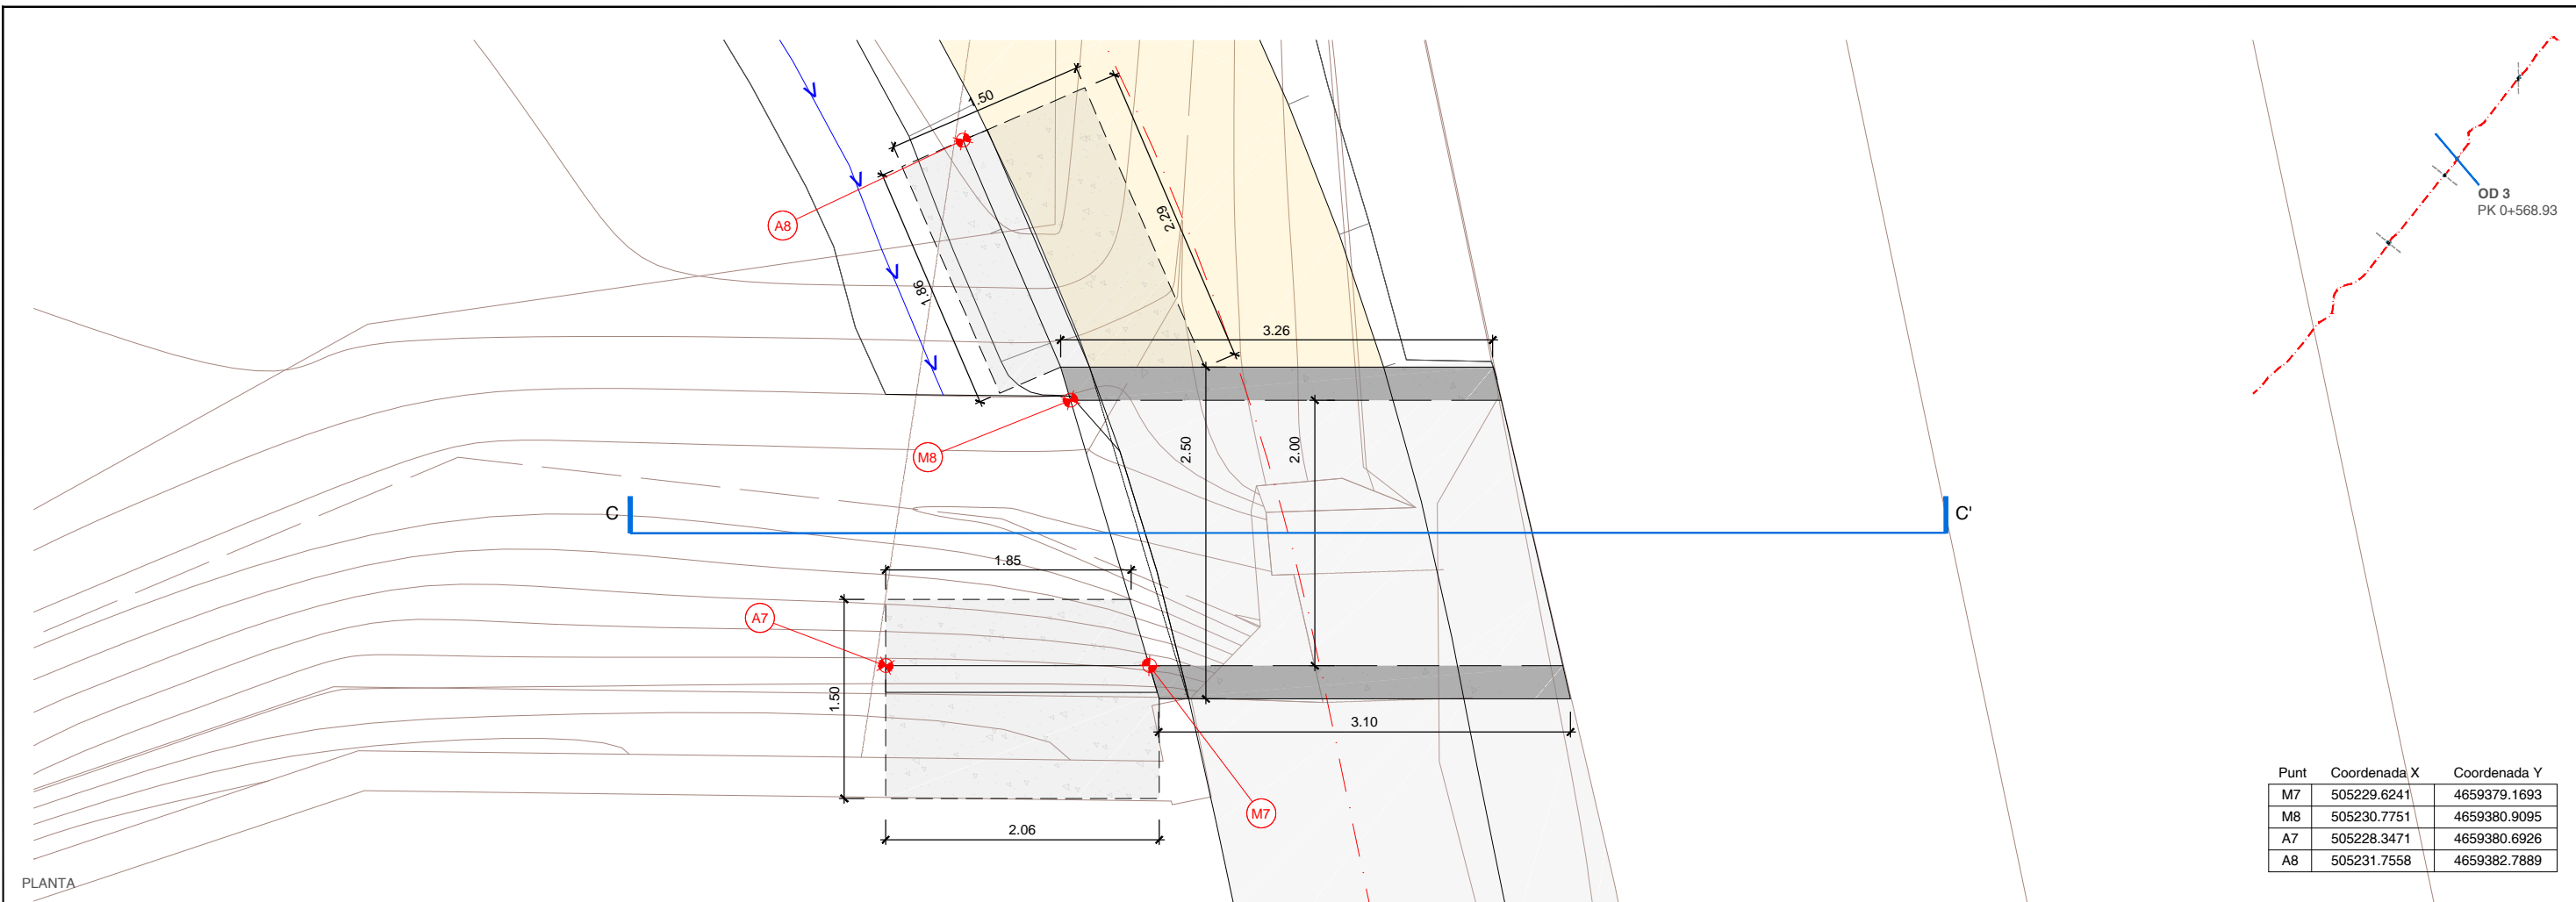 1.50
OD 3
PK 0+568.93
A8
2.29
1.86
3.26
M8
2.50
2.00
C
C'
1.85
A7
1.50
3.10
M7
2.06
Punt Coordenada X Coordenada Y
M7 505229.6241 4659379.1693
M8 505230.7751 4659380.9095
A7 505228.3471 4659380.6926
A8 505231.7558 4659382.7889
PLANTA